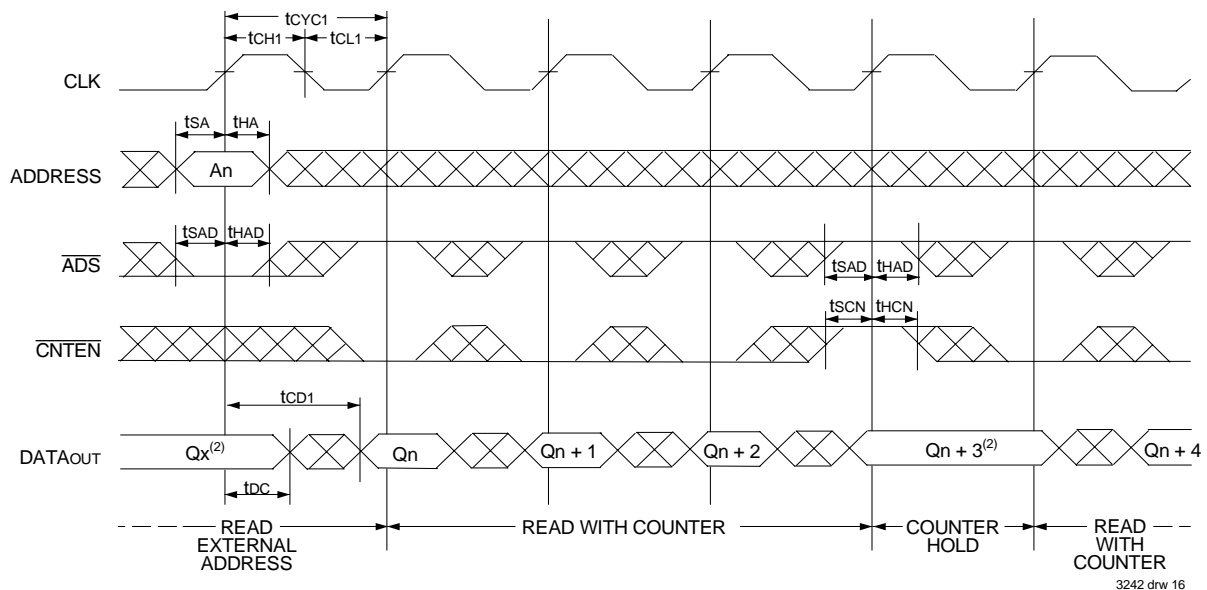 tCYC1
tCH1 tCL1
CLK
tSA tHA
ADDRESS An
tSAD tHAD
ADS
tSAD tHAD
tSCN tHCN
CNTEN
tCD1
DATAOUT Qx(2) Qn Qn + 1 Qn + 2 Qn + 3(2) Qn + 4
tDC
READ EXTERNAL ADDRESS
READ WITH COUNTER
COUNTER HOLD
READ WITH COUNTER
3242 drw 16